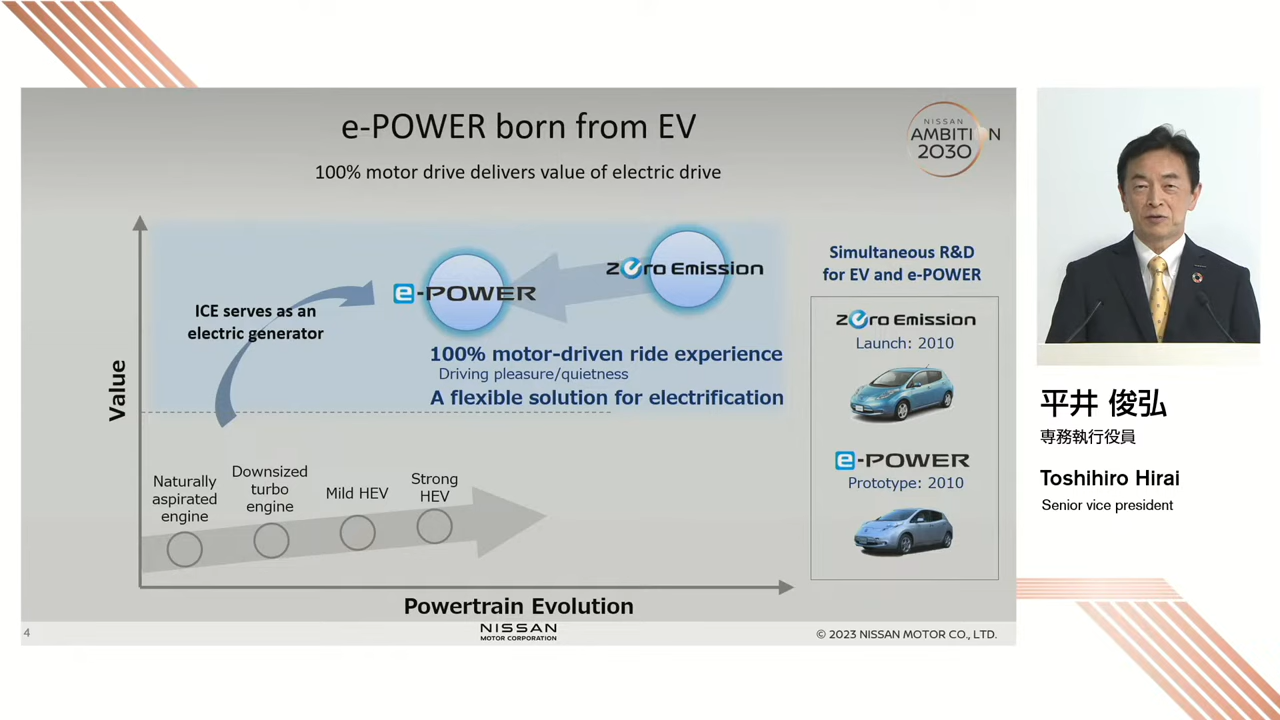 e-POWER born from EV
100% motor drive delivers value of electric drive
NISSAN
AMBITION
2030
Value
ICE serves as an
electric generator
e-POWER
Zero Emission
100% motor-driven ride experience
Driving pleasure/quietness
A flexible solution for electrification
Naturally
aspirated
engine
Downsized
turbo
engine
Mild HEV
Strong
HEV
Powertrain Evolution
Simultaneous R&D
for EV and e-POWER
Zero Emission
Launch: 2010
e-POWER
Prototype: 2010
4
NISSAN
MOTOR CORPORATION
© 2023 NISSAN MOTOR CO., LTD.
平井 俊弘
専務執行役員
Toshihiro Hirai
Senior vice president